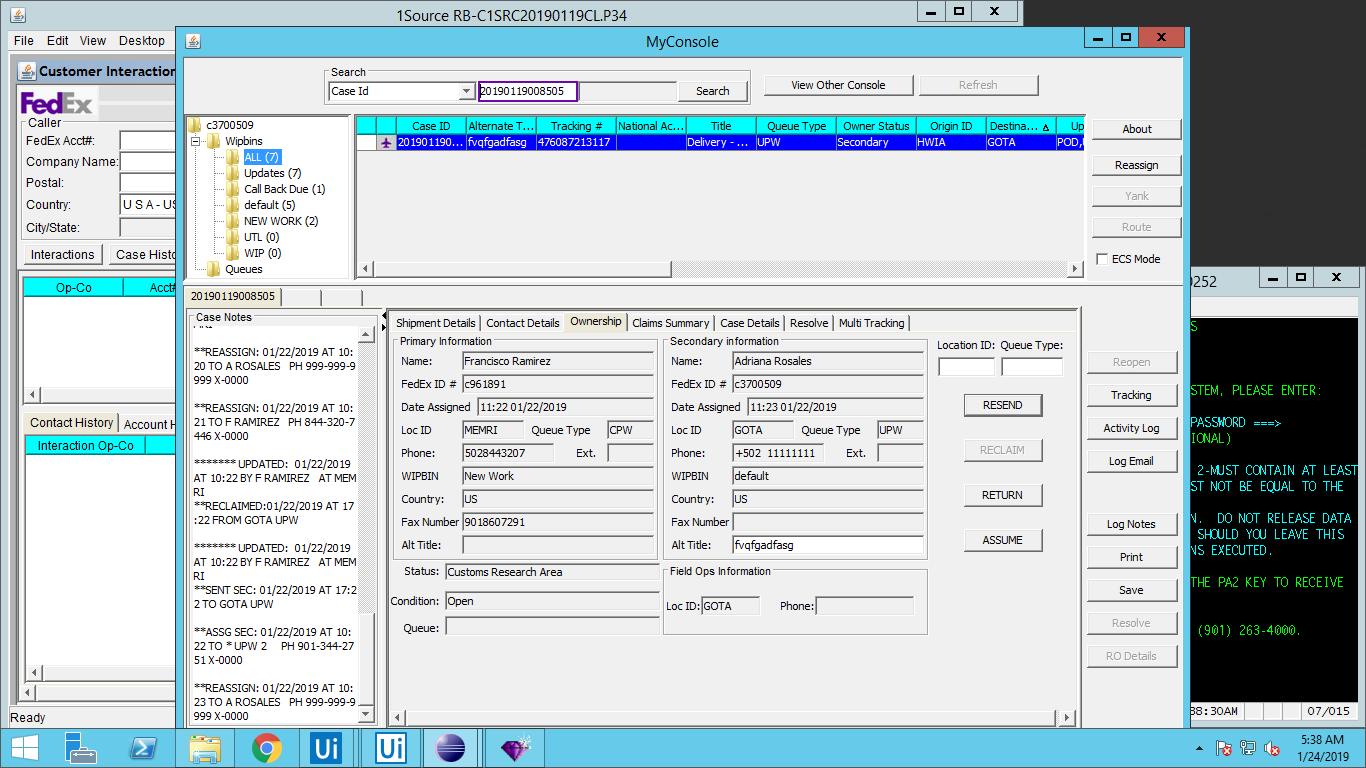 1Source RB-C1SRC20190119CL.P34
File Edit View Desktop
Customer Interaction
FedEx
Caller
FedEx Acct#:
Company Name:
Postal:
Country: U S A - US
City/State:
Interactions Case Histo
Op-Co Acct#
Contact History Account H
Interaction Op-Co
Ready
MyConsole
Search
Case Id 20190119008505 Search
View Other Console Refresh
c3700509
Wipbins
ALL (7)
Updates (7)
Call Back Due (1)
default (5)
NEW WORK (2)
UTL (0)
WIP (0)
Queues
Case ID Alternate T... Tracking # National Ac... Title Queue Type Owner Status Origin ID Destina... Up
201901190... fvqfgadfasg 476087213117 Delivery - ... UPW Secondary HWIA GOTA POD,
About
Reassign
Yank
Route
ECS Mode
20190119008505
Case Notes
**REASSIGN: 01/22/2019 AT 10:
20 TO A ROSALES PH 999-999-9
999 X-0000
**REASSIGN: 01/22/2019 AT 10:
21 TO F RAMIREZ PH 844-320-7
446 X-0000
******* UPDATED: 01/22/2019
AT 10:22 BY F RAMIREZ AT MEM
RI
**RECLAIMED:01/22/2019 AT 17
:22 FROM GOTA UPW
******* UPDATED: 01/22/2019
AT 10:22 BY F RAMIREZ AT MEM
RI
**SENT SEC: 01/22/2019 AT 17:2
2 TO GOTA UPW
**ASSG SEC: 01/22/2019 AT 10:
22 TO * UPW 2 PH 901-344-27
51 X-0000
**REASSIGN: 01/22/2019 AT 10:
23 TO A ROSALES PH 999-999-9
999 X-0000
Shipment Details Contact Details Ownership Claims Summary Case Details Resolve Multi Tracking
Primary Information
Name: Francisco Ramirez
FedEx ID # c961891
Date Assigned 11:22 01/22/2019
Loc ID MEMRI Queue Type CPW
Phone: 5028443207 Ext.
WIPBIN New Work
Country: US
Fax Number 9018607291
Alt Title:
Status: Customs Research Area
Condition: Open
Queue:
Secondary information
Name: Adriana Rosales
FedEx ID # c3700509
Date Assigned 11:23 01/22/2019
Loc ID GOTA Queue Type UPW
Phone: +502 11111111 Ext.
WIPBIN default
Country: US
Fax Number
Alt Title: fvqfgadfasg
Field Ops Information
Loc ID: GOTA Phone:
Location ID: Queue Type:
RESEND
RECLAIM
RETURN
ASSUME
Reopen
Tracking
Activity Log
Log Email
Log Notes
Print
Save
Resolve
RO Details
0252
S
STEM, PLEASE ENTER:
PASSWORD ===>
IONAL)
2-MUST CONTAIN AT LEAST
ST NOT BE EQUAL TO THE
N. DO NOT RELEASE DATA
SHOULD YOU LEAVE THIS
NS EXECUTED.
THE PA2 KEY TO RECEIVE
(901) 263-4000.
38:30AM 07/015
Ui Ui
5:38 AM
1/24/2019